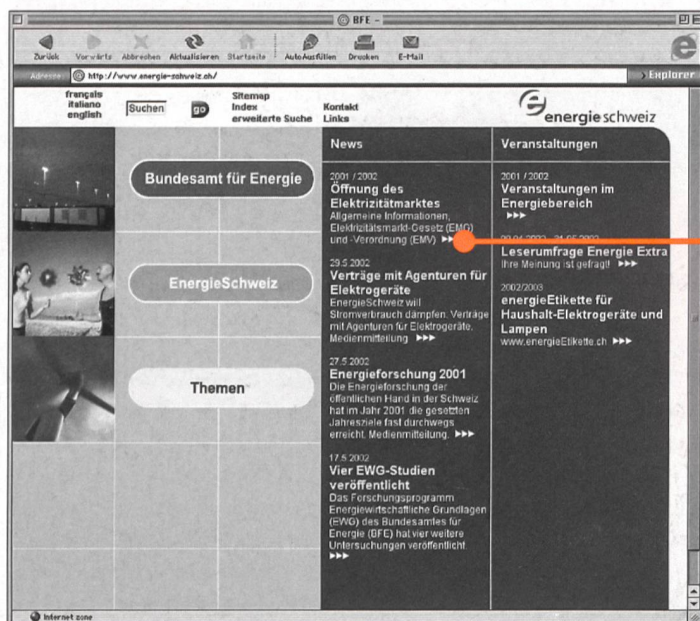 BFE –
Zurück Vorwärts Abbrechen Aktualisieren Startseite AutoAusfüllen Drucken E-Mail
Adresse http://www.energie-schweiz.ch/ Explorer
français
italiano
english
Suchen
go
Sitemap
Index
erweiterte Suche
Kontakt
Links
energie schweiz
Bundesamt für Energie
EnergieSchweiz
Themen
News
2001 / 2002
Öffnung des
Elektrizitätmarktes
Allgemeine Informationen,
Elektrizitätsmarkt-Gesetz (EMG)
und -Verordnung (EMV)
29.5.2002
Verträge mit Agenturen für
Elektrogeräte
EnergieSchweiz will
Stromverbrauch dämpfen. Verträge
mit Agenturen für Elektrogeräte.
Medienmitteilung
27.5.2002
Energieforschung 2001
Die Energieforschung der
öffentlichen Hand in der Schweiz
hat im Jahr 2001 die gesetzten
Jahresziele fast durchwegs
erreicht. Medienmitteilung.
17.5.2002
Vier EWG-Studien
veröffentlicht
Das Forschungsprogramm
Energiewirtschaftliche Grundlagen
(EWG) des Bundesamtes für
Energie (BFE) hat vier weitere
Untersuchungen veröffentlicht.
Veranstaltungen
2001 / 2002
Veranstaltungen im
Energiebereich
Leserumfrage Energie Extra
Ihre Meinung ist gefragt!
2002/2003
energieEtikette für
Haushalt-Elektrogeräte und
Lampen
www.energieEtikette.ch
Internet zone